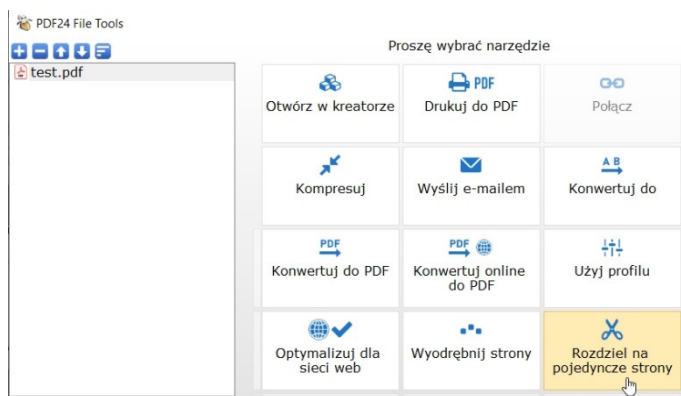 PDF24 File Tools
Proszę wybrać narzędzie
test.pdf
Otwórz w kreatorze
PDF
Drukuj do PDF
Połącz
Kompresuj
Wyślij e-mailem
A B
Konwertuj do
PDF
Konwertuj do PDF
PDF
Konwertuj online
do PDF
Użyj profilu
Optymalizuj dla
sieci web
Wyodrębnij strony
Rozdziel na
pojedyncze strony